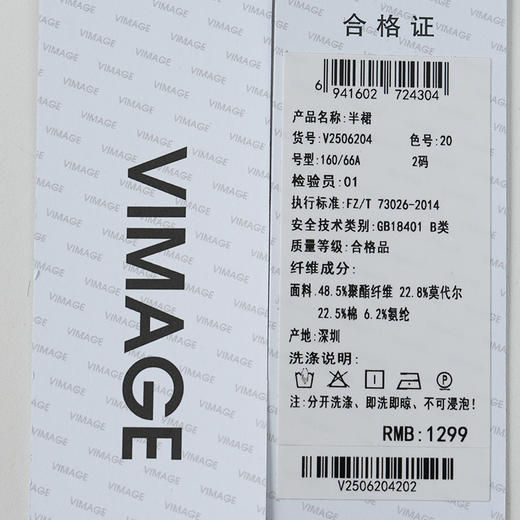 VIMAGE
合格证
6 941602 724304
产品名称:半裙
货号:V2506204 色号:20
号型:160/66A 2码
检验员:01
执行标准:FZ/T 73026-2014
安全技术类别:GB18401 B类
质量等级:合格品
纤维成分:
面料.48.5%聚酯纤维 22.8%莫代尔
22.5%棉 6.2%氨纶
产地:深圳
洗涤说明:
注:分开洗涤、即洗即晾、不可浸泡!
RMB:1299
V2506204202